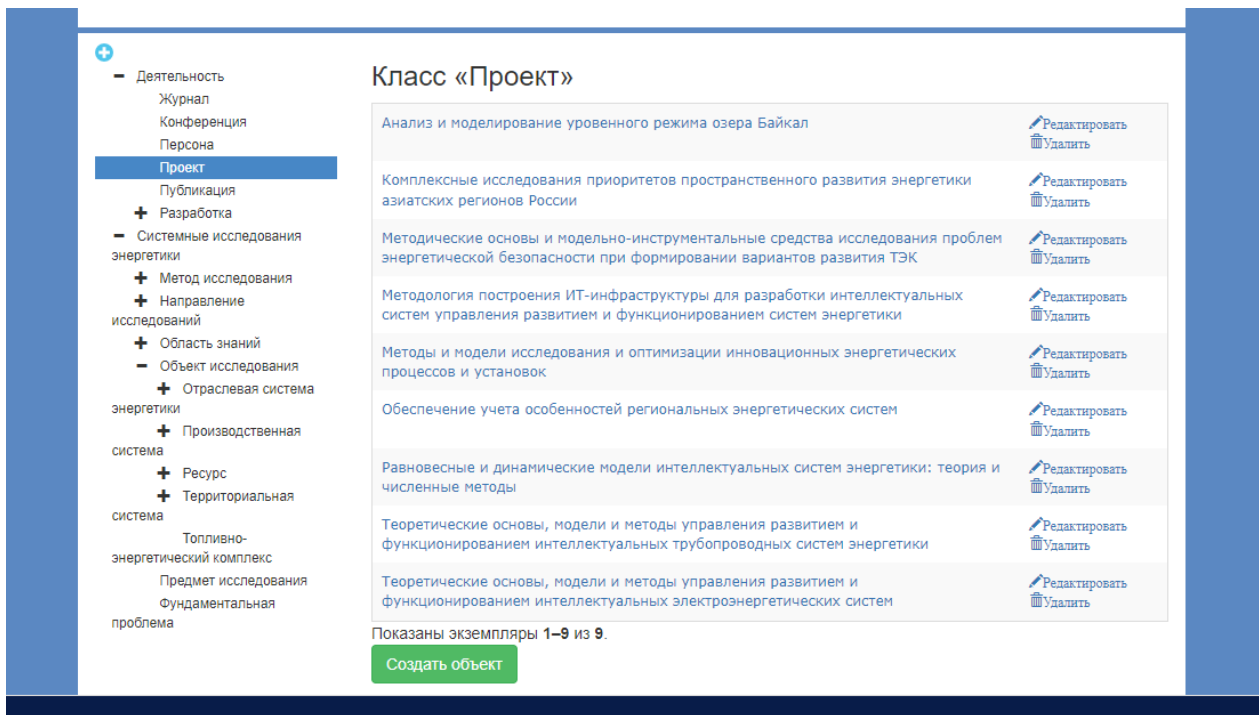 Деятельность
Журнал
Конференция
Персона
Проект
Публикация
Разработка
Системные исследования
энергетики
Метод исследования
Направление
исследований
Область знаний
Объект исследования
Отраслевая система
энергетики
Производственная
система
Ресурс
Территориальная
система
Топливно-
энергетический комплекс
Предмет исследования
Фундаментальная
проблема
Класс «Проект»
Анализ и моделирование уровенного режима озера Байкал
Редактировать
Удалить
Комплексные исследования приоритетов пространственного развития энергетики
азиатских регионов России
Редактировать
Удалить
Методические основы и модельно-инструментальные средства исследования проблем
энергетической безопасности при формировании вариантов развития ТЭК
Редактировать
Удалить
Методология построения ИТ-инфраструктуры для разработки интеллектуальных
систем управления развитием и функционированием систем энергетики
Редактировать
Удалить
Методы и модели исследования и оптимизации инновационных энергетических
процессов и установок
Редактировать
Удалить
Обеспечение учета особенностей региональных энергетических систем
Редактировать
Удалить
Равновесные и динамические модели интеллектуальных систем энергетики: теория и
численные методы
Редактировать
Удалить
Теоретические основы, модели и методы управления развитием и
функционированием интеллектуальных трубопроводных систем энергетики
Редактировать
Удалить
Теоретические основы, модели и методы управления развитием и
функционированием интеллектуальных электроэнергетических систем
Редактировать
Удалить
Показаны экземпляры 1–9 из 9.
Создать объект